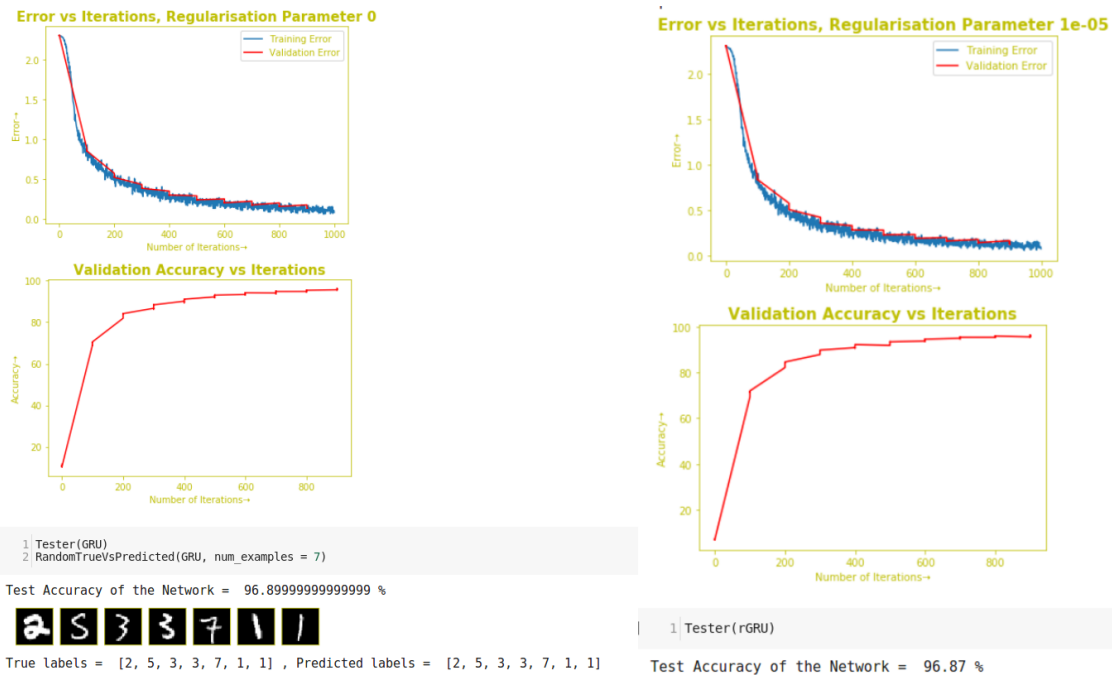 Error vs Iterations, Regularisation Parameter 0
Training Error
Validation Error
2.0
1.5
1.0
0.5
0.0
Error→
0 200 400 600 800 1000
Number of Iterations→
Validation Accuracy vs Iterations
100
80
60
40
20
Accuracy→
0 200 400 600 800
Number of Iterations→
1 Tester(GRU)
2 RandomTrueVsPredicted(GRU, num_examples = 7)
Test Accuracy of the Network =  96.89999999999999 %
2 5 3 3 7 1 1
True labels =  [2, 5, 3, 3, 7, 1, 1] , Predicted labels =  [2, 5, 3, 3, 7, 1, 1]
Error vs Iterations, Regularisation Parameter 1e-05
Training Error
Validation Error
2.0
1.5
1.0
0.5
0.0
Error→
0 200 400 600 800 1000
Number of Iterations→
Validation Accuracy vs Iterations
100
80
60
40
20
Accuracy→
0 200 400 600 800
Number of Iterations→
1 Tester(rGRU)
Test Accuracy of the Network =  96.87 %